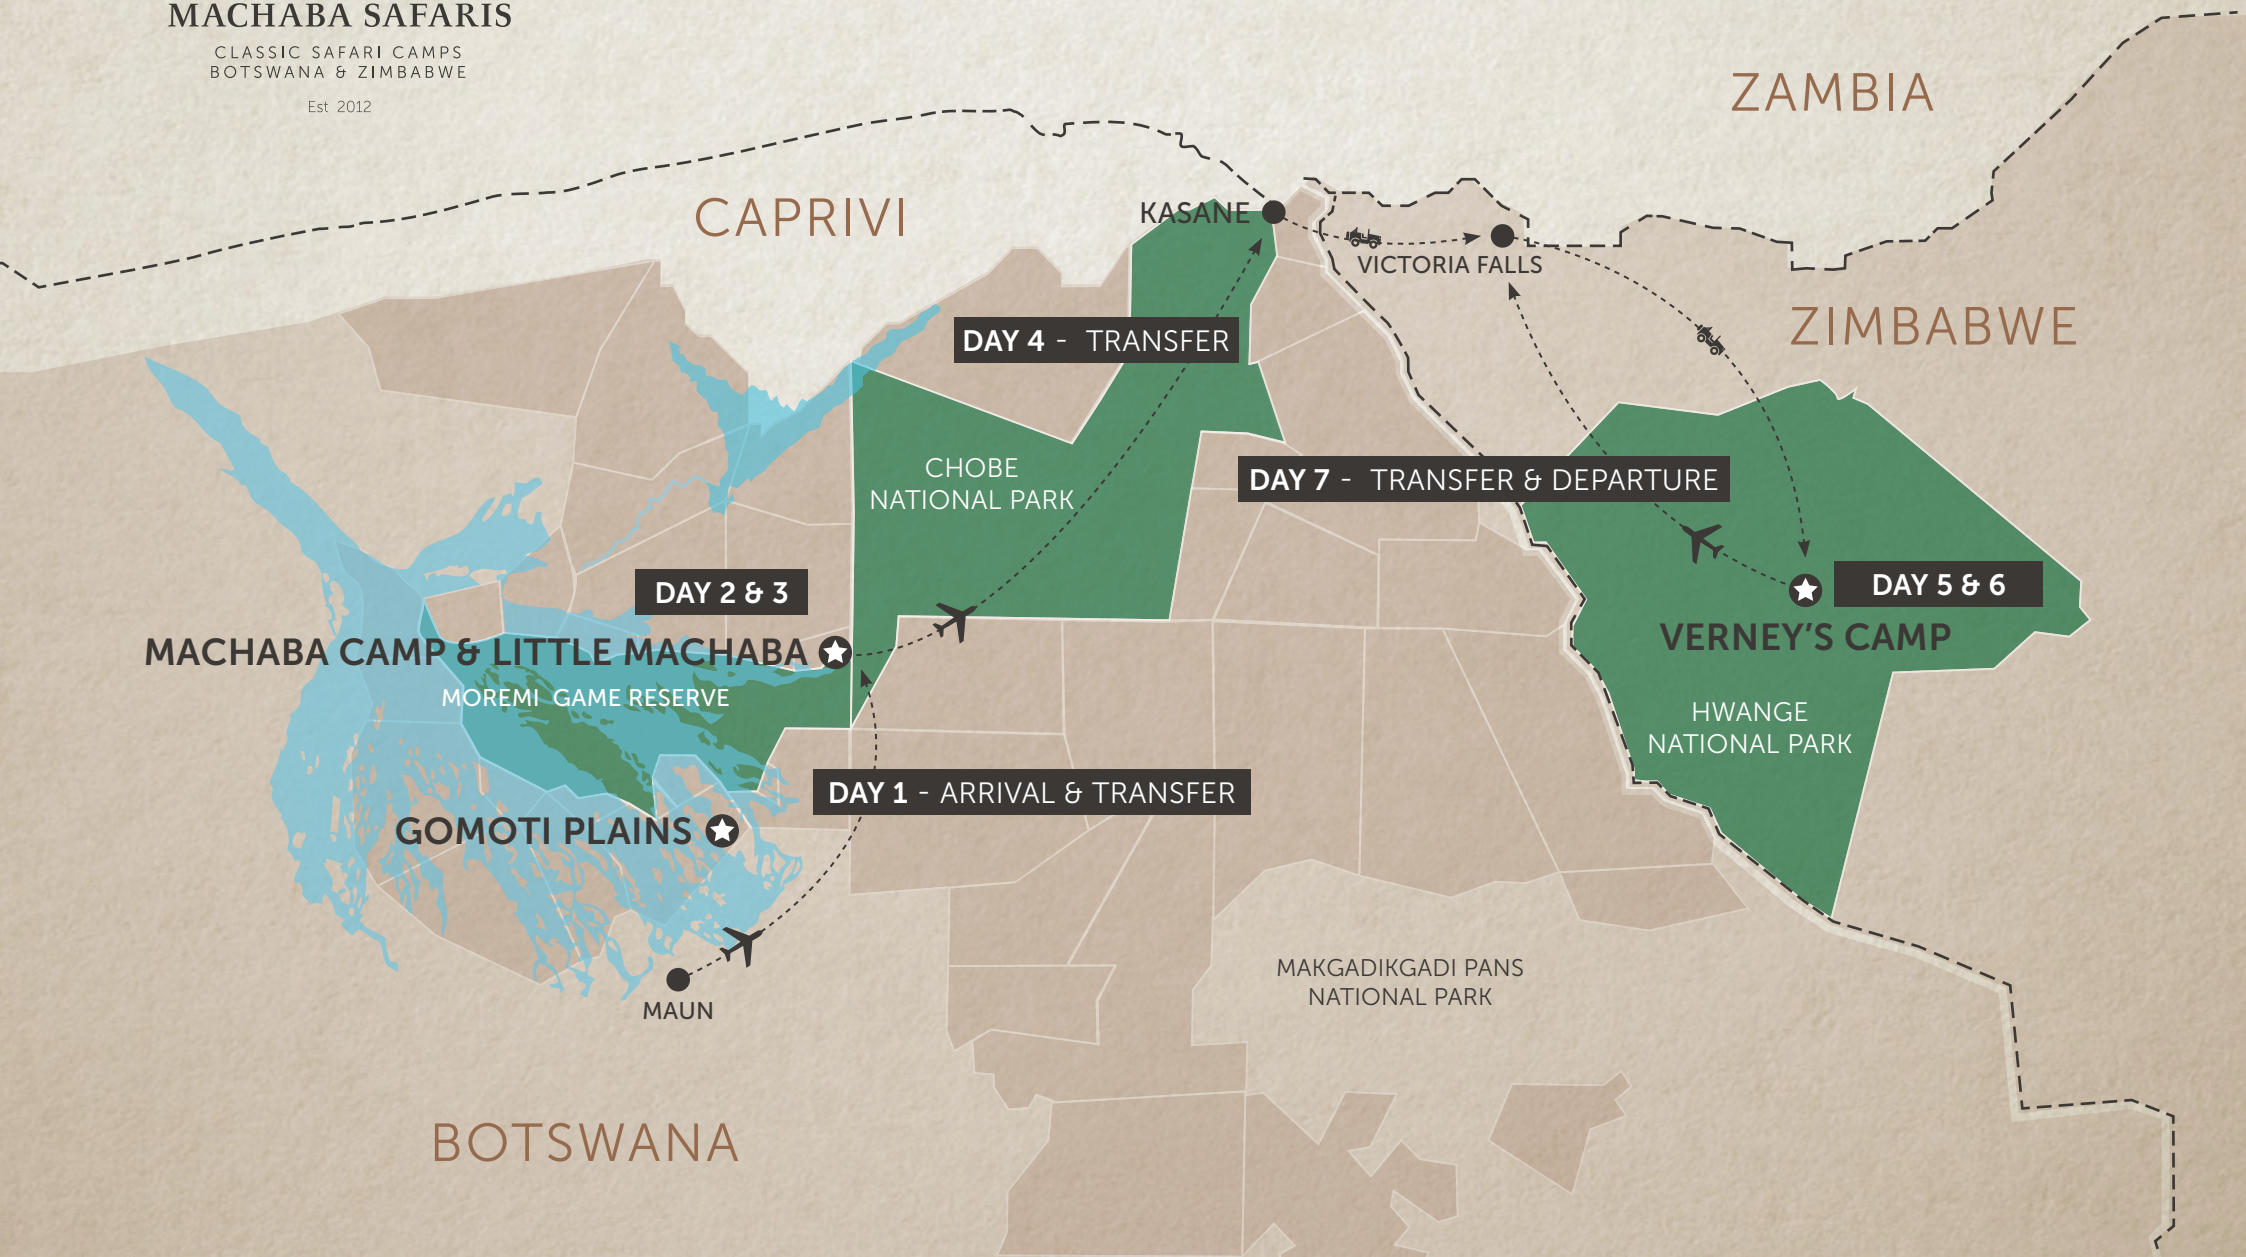 MACHABA SAFARIS
CLASSIC SAFARI CAMPS
BOTSWANA & ZIMBABWE
Est 2012
ZAMBIA
CAPRIVI
KASANE
VICTORIA FALLS
ZIMBABWE
DAY 4 - TRANSFER
CHOBE
NATIONAL PARK
DAY 7 - TRANSFER & DEPARTURE
DAY 2 & 3
DAY 5 & 6
MACHABA CAMP & LITTLE MACHABA
VERNEY'S CAMP
MOREMI GAME RESERVE
HWANGE
NATIONAL PARK
DAY 1 - ARRIVAL & TRANSFER
GOMOTI PLAINS
MAKGADIKGADI PANS
NATIONAL PARK
MAUN
BOTSWANA